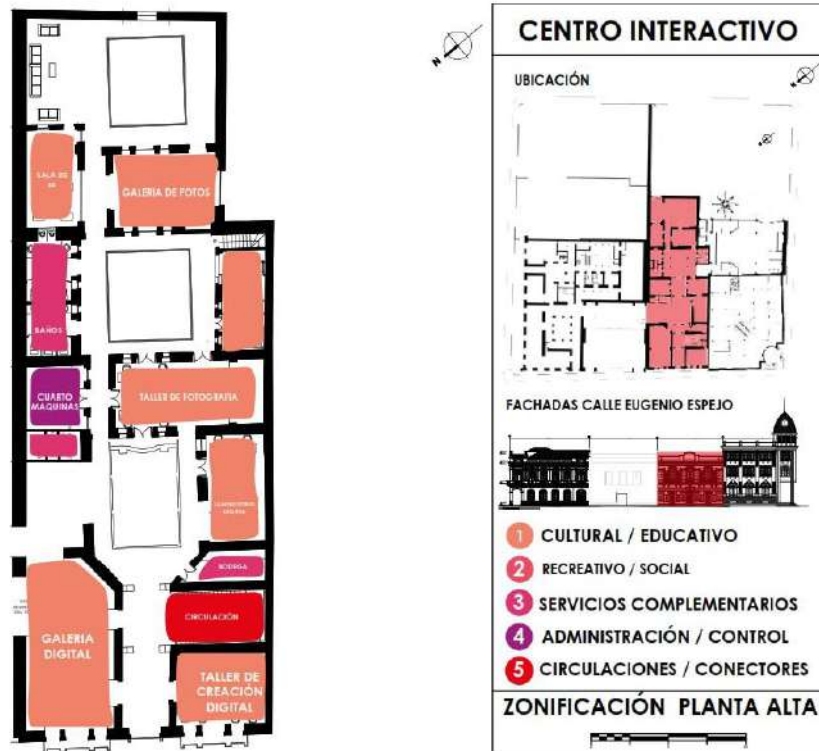 SALA DE
GALERIA DE FOTOS
BAÑOS
CUARTO
MAQUINAS
TALLER DE FOTOGRAFIA
BODEGA
CIRCULACIÓN
GALERIA
DIGITAL
TALLER DE
CREACIÓN
DIGITAL
N
CENTRO INTERACTIVO
UBICACIÓN
FACHADAS CALLE EUGENIO ESPEJO
1 CULTURAL / EDUCATIVO
2 RECREATIVO / SOCIAL
3 SERVICIOS COMPLEMENTARIOS
4 ADMINISTRACIÓN / CONTROL
5 CIRCULACIONES / CONECTORES
ZONIFICACIÓN PLANTA ALTA